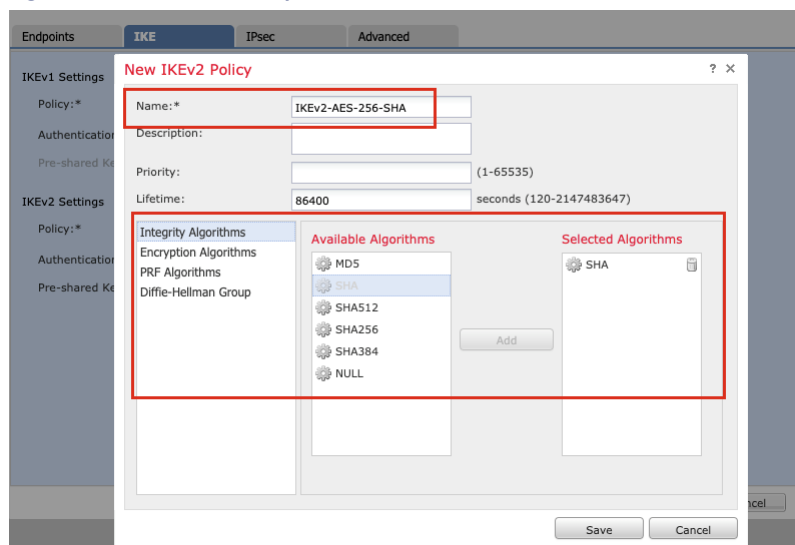 Endpoints IKE IPsec Advanced
IKEv1 Settings
Policy:*
Authentication
Pre-shared Ke
IKEv2 Settings
Policy:*
Authentication
Pre-shared Ke
New IKEv2 Policy ? ×
Name:* IKEv2-AES-256-SHA
Description:
Priority: (1-65535)
Lifetime: 86400 seconds (120-2147483647)
Integrity Algorithms
Encryption Algorithms
PRF Algorithms
Diffie-Hellman Group
Available Algorithms
MD5
SHA
SHA512
SHA256
SHA384
NULL
Add
Selected Algorithms
SHA
Save Cancel
ncel